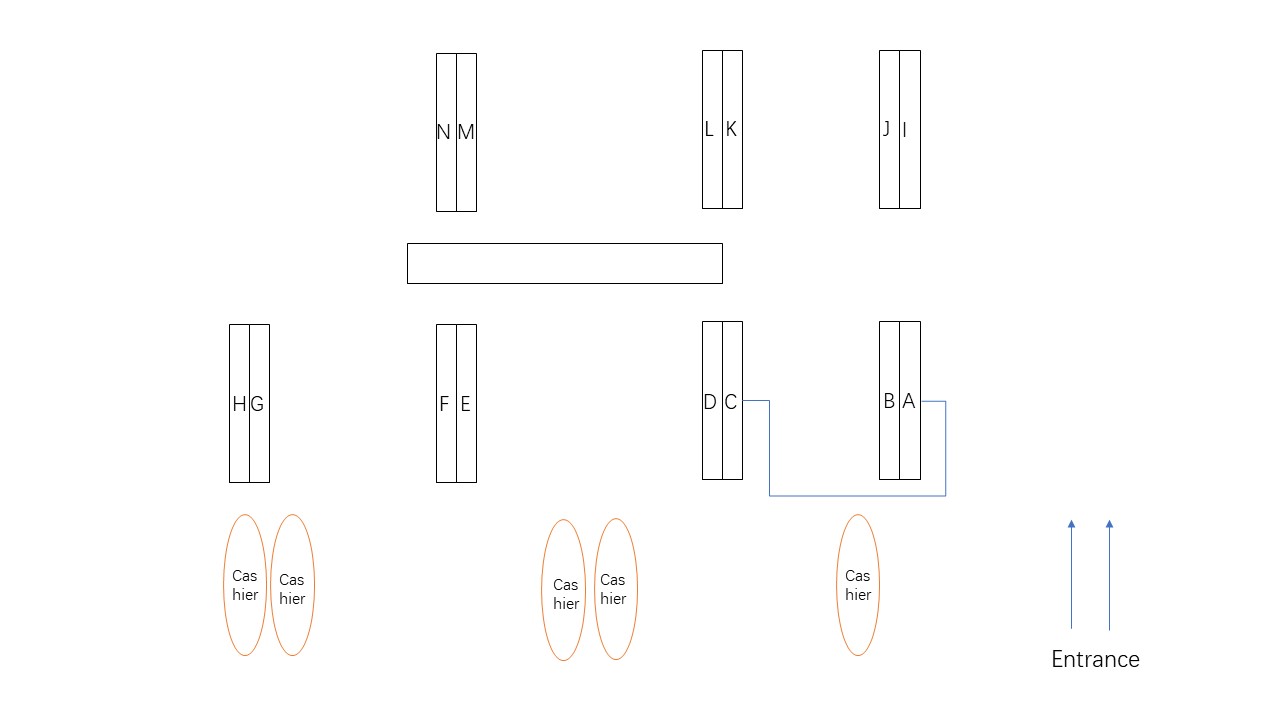 N M
L K
J I
H G
F E
D C
B A
Cas
hier
Cas
hier
Cas
hier
Cas
hier
Cas
hier
Entrance